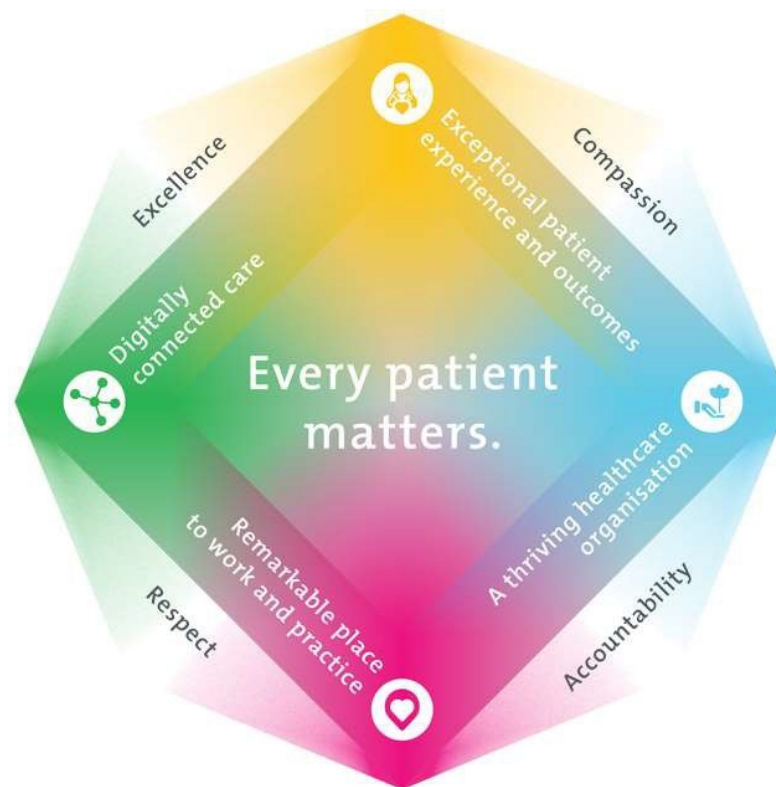 Excellence
Compassion
Exceptional patient
experience and outcomes
Digitally
connected care
Every patient
matters.
A thriving healthcare
organisation
Remarkable place
to work and practice
Respect
Accountability